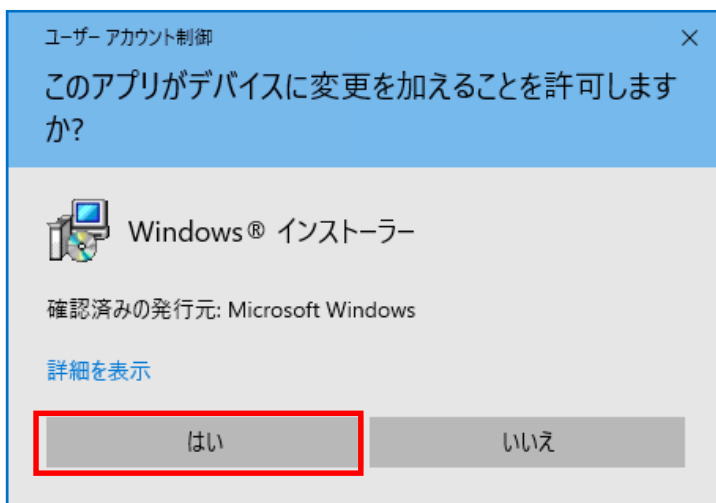 ユーザー アカウント制御
このアプリがデバイスに変更を加えることを許可します
か?
Windows® インストーラー
確認済みの発行元: Microsoft Windows
詳細を表示
はい
いいえ